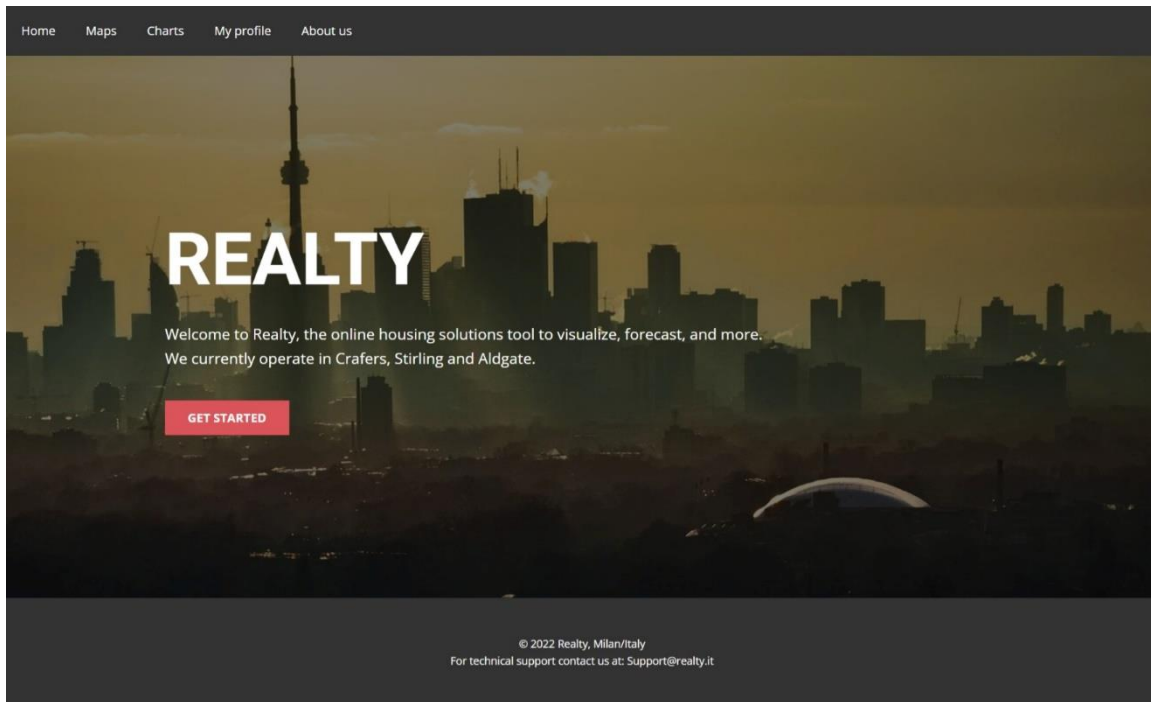 Home Maps Charts My profile About us
REALTY
Welcome to Realty, the online housing solutions tool to visualize, forecast, and more.
We currently operate in Crafers, Stirling and Aldgate.
GET STARTED
© 2022 Realty, Milan/Italy
For technical support contact us at: Support@realty.it